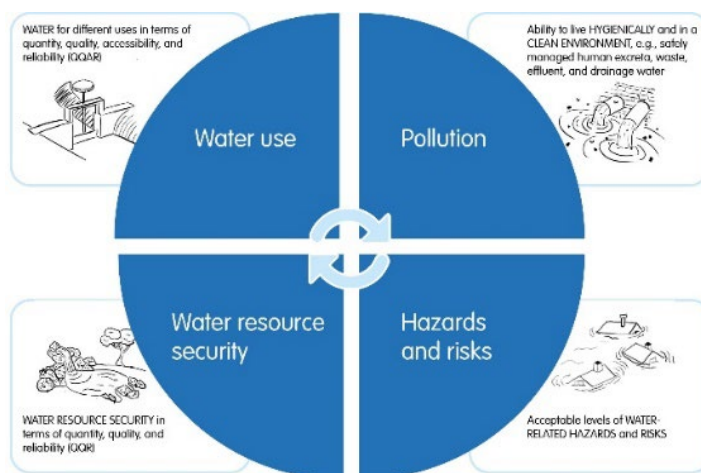 WATER for different uses in terms of
quantity, quality, accessibility, and
reliability (QQAR)
Ability to live HYGIENICALLY and in a
CLEAN ENVIRONMENT, e.g., safely
managed human excreta, waste,
effluent, and drainage water
Water use
Pollution
Water resource
security
Hazards
and risks
WATER RESOURCE SECURITY in
terms of quantity, quality, and
reliability (QQR)
Acceptable levels of WATER-
RELATED HAZARDS and RISKS